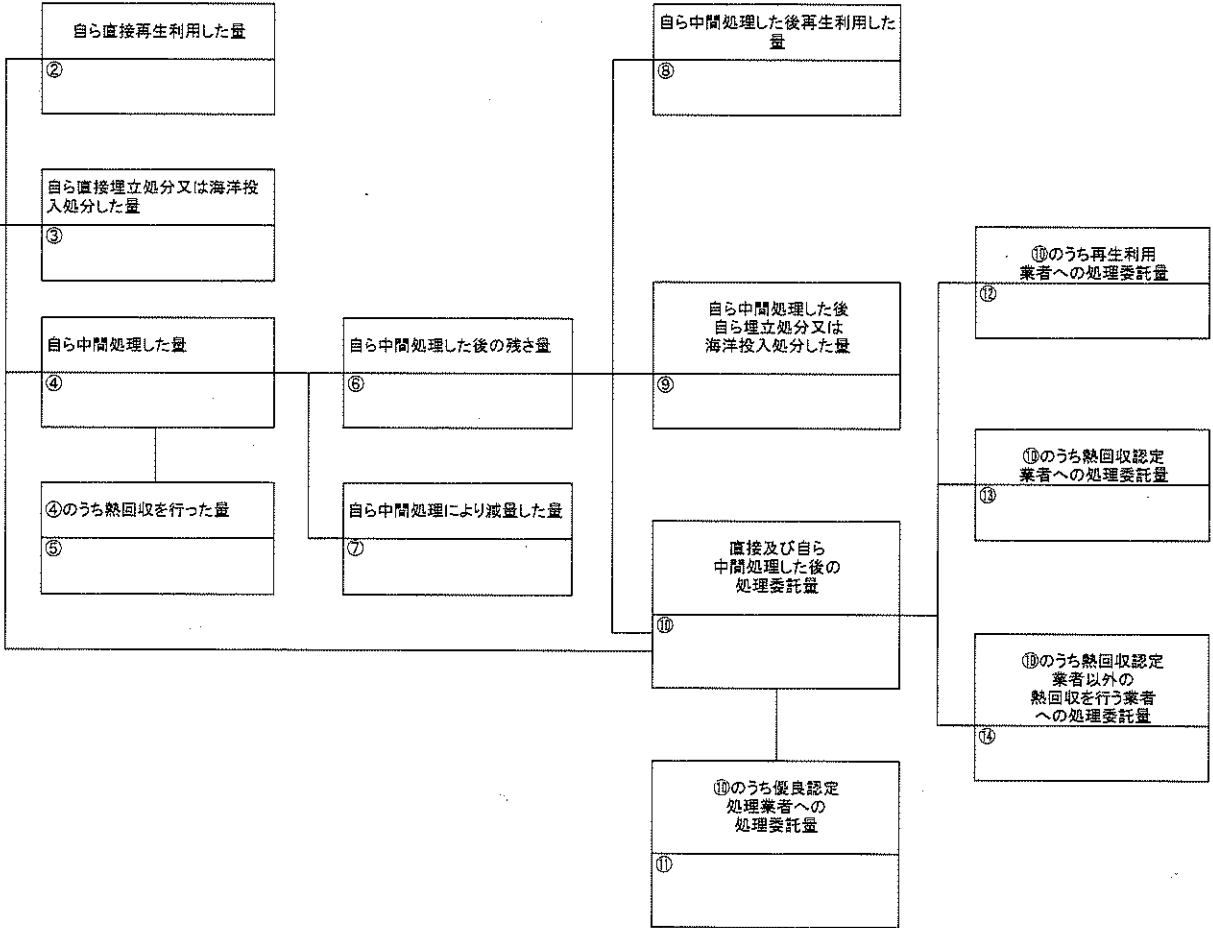 自ら直接再生利用した量
②
自ら直接埋立処分又は海洋投
入処分した量
③
自ら中間処理した量
④
④のうち熱回収を行った量
⑤
自ら中間処理した後の残さ量
⑥
自ら中間処理により減量した量
⑦
自ら中間処理した後再生利用した
量
⑧
自ら中間処理した後
自ら埋立処分又は
海洋投入処分した量
⑨
直接及び自ら
中間処理した後の
処理委託量
⑩
⑩のうち優良認定
処理業者への
処理委託量
⑪
⑩のうち再生利用
業者への処理委託量
⑫
⑩のうち熱回収認定
業者への処理委託量
⑬
⑩のうち熱回収認定
業者以外の
熱回収を行う業者
への処理委託量
⑭